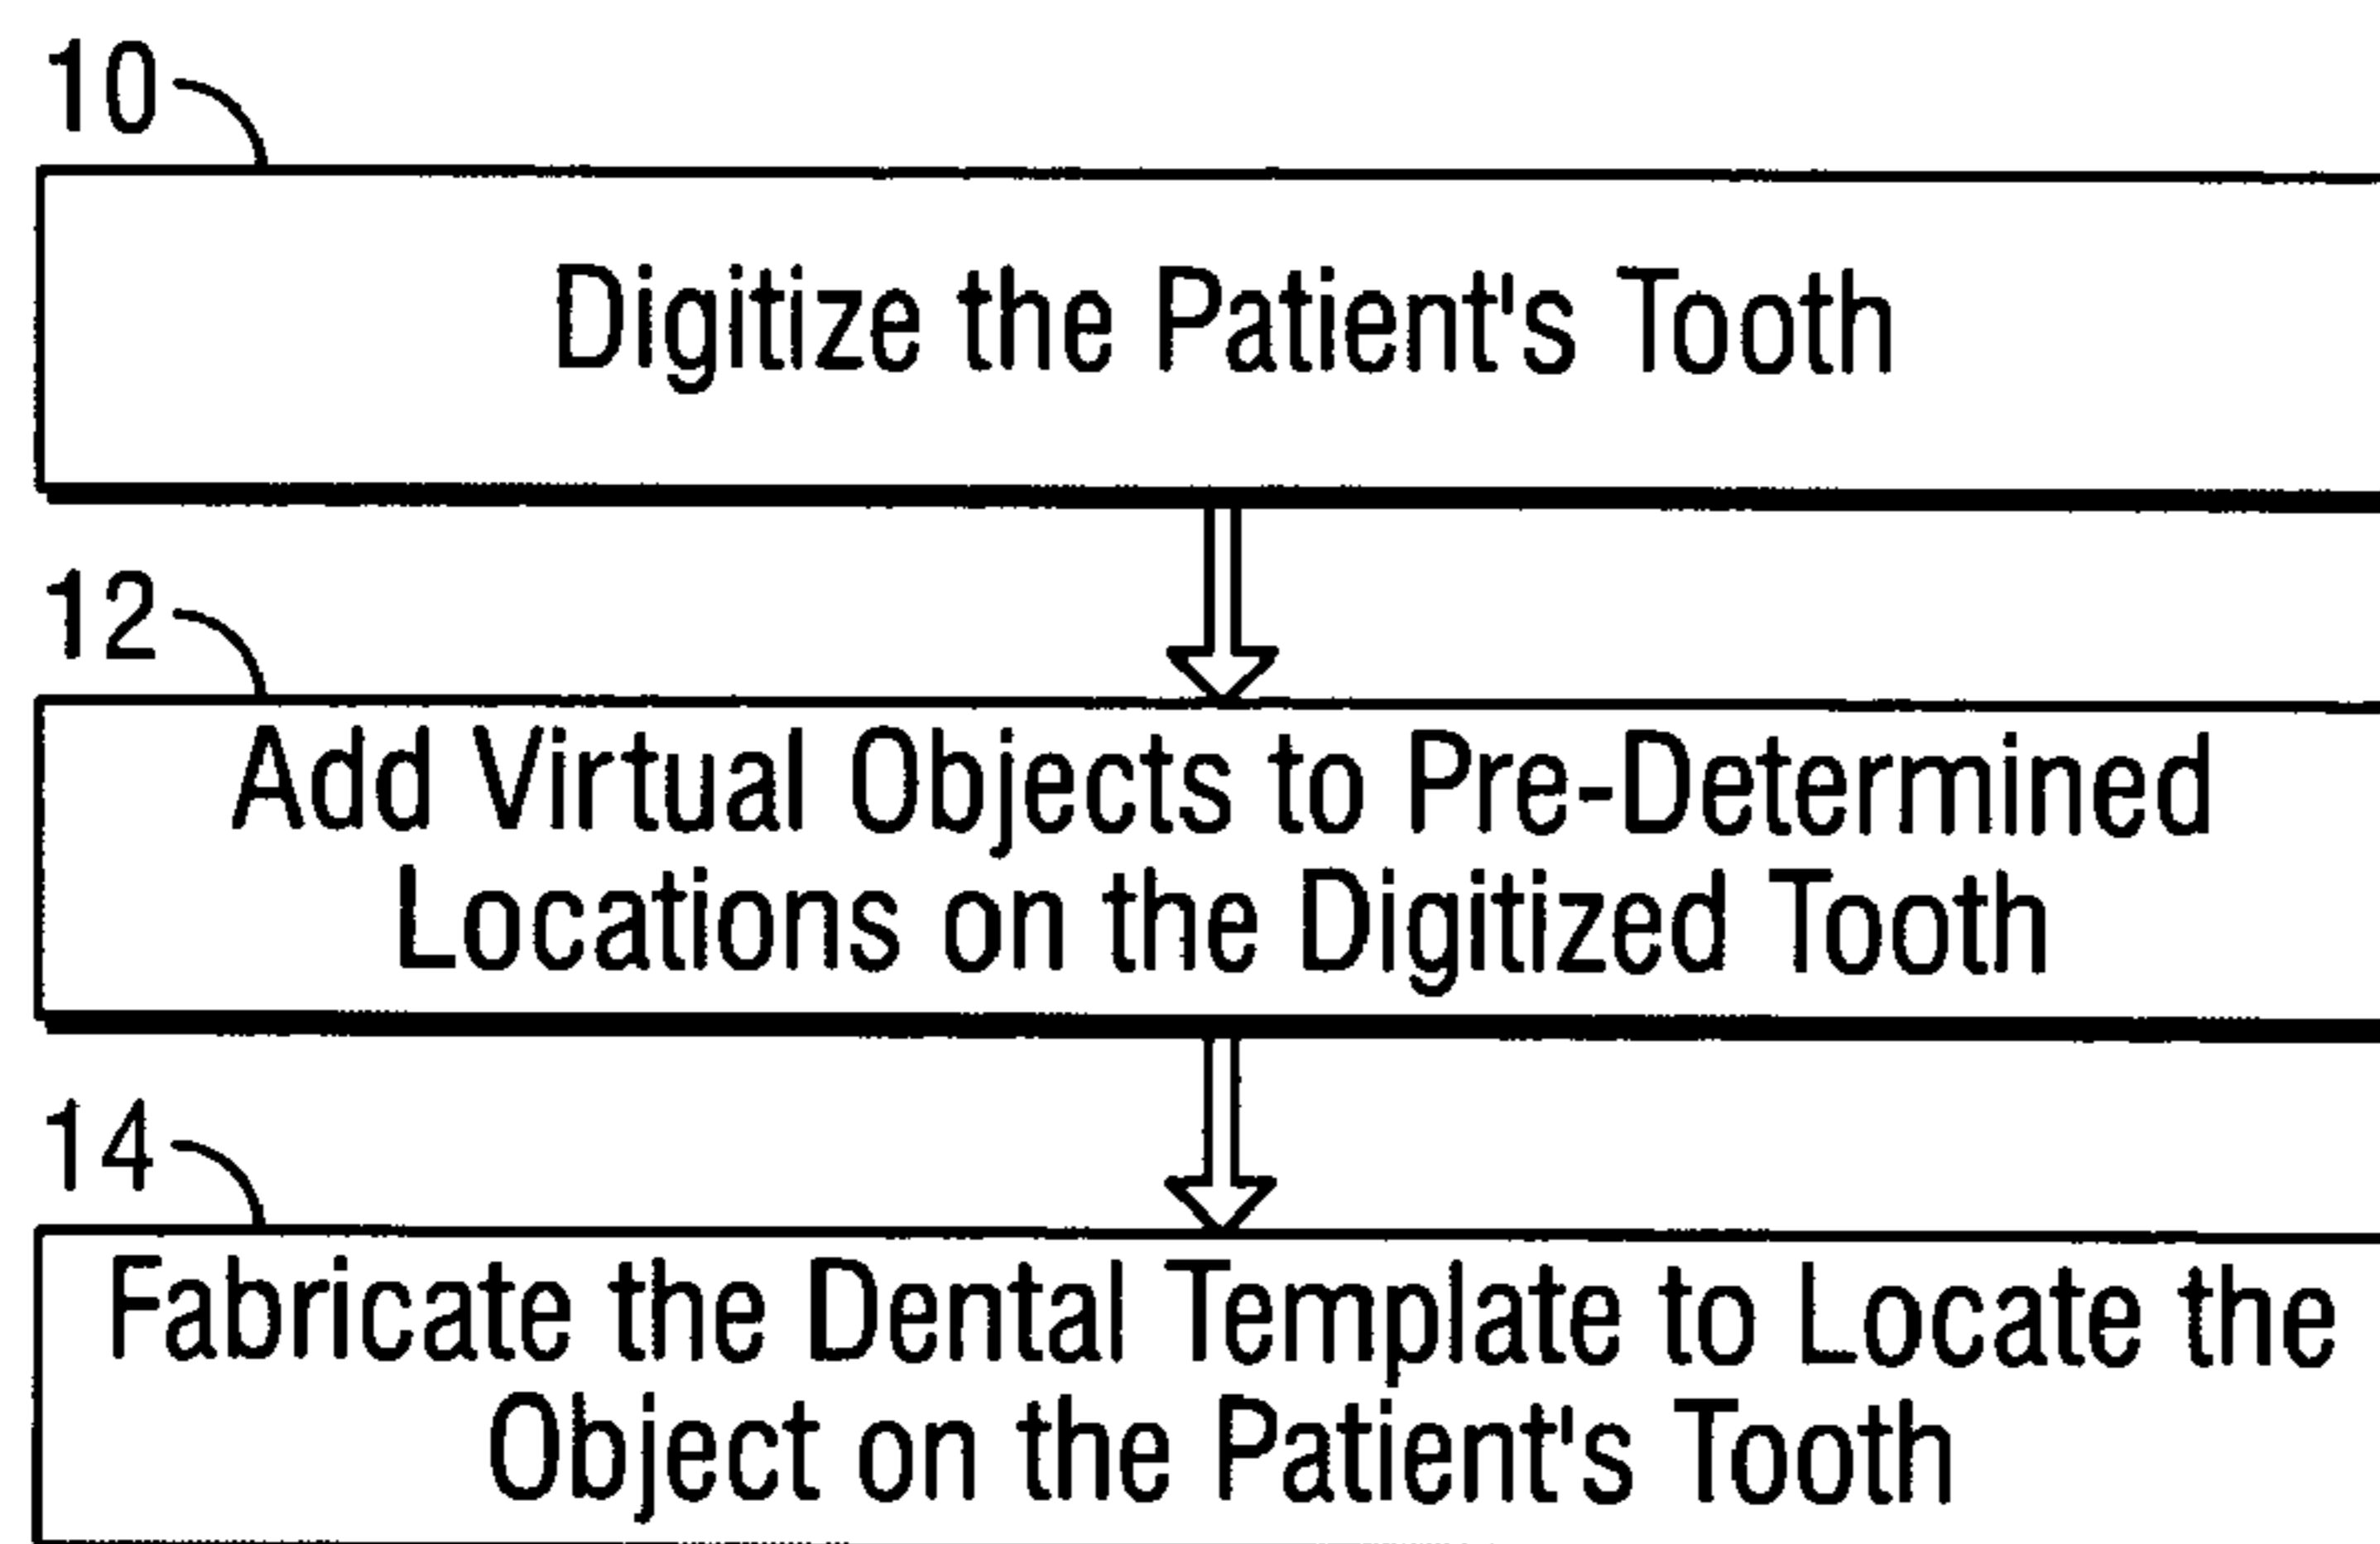 10
Digitize the Patient's Tooth
12
Add Virtual Objects to Pre-Determined
Locations on the Digitized Tooth
14
Fabricate the Dental Template to Locate the
Object on the Patient's Tooth